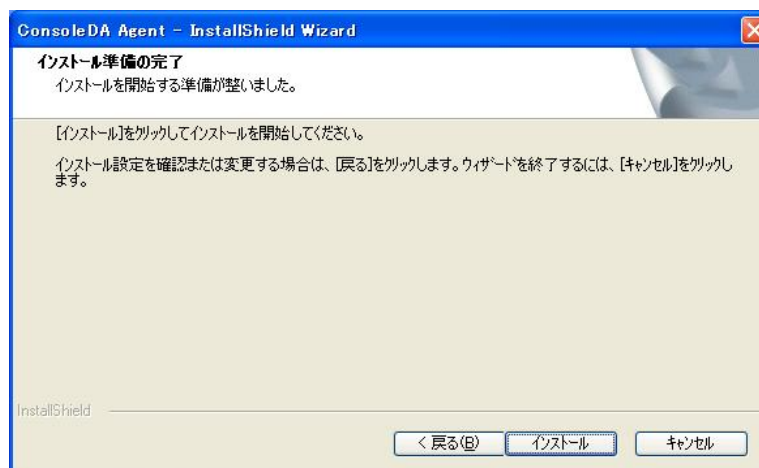 ConsoleDA Agent - InstallShield Wizard
インストール準備の完了
インストールを開始する準備が整いました。
[インストール]をクリックしてインストールを開始してください。
インストール設定を確認または変更する場合は、[戻る]をクリックします。ウィザードを終了するには、[キャンセル]をクリックし
ます。
InstallShield
< 戻る(B)
インストール
キャンセル